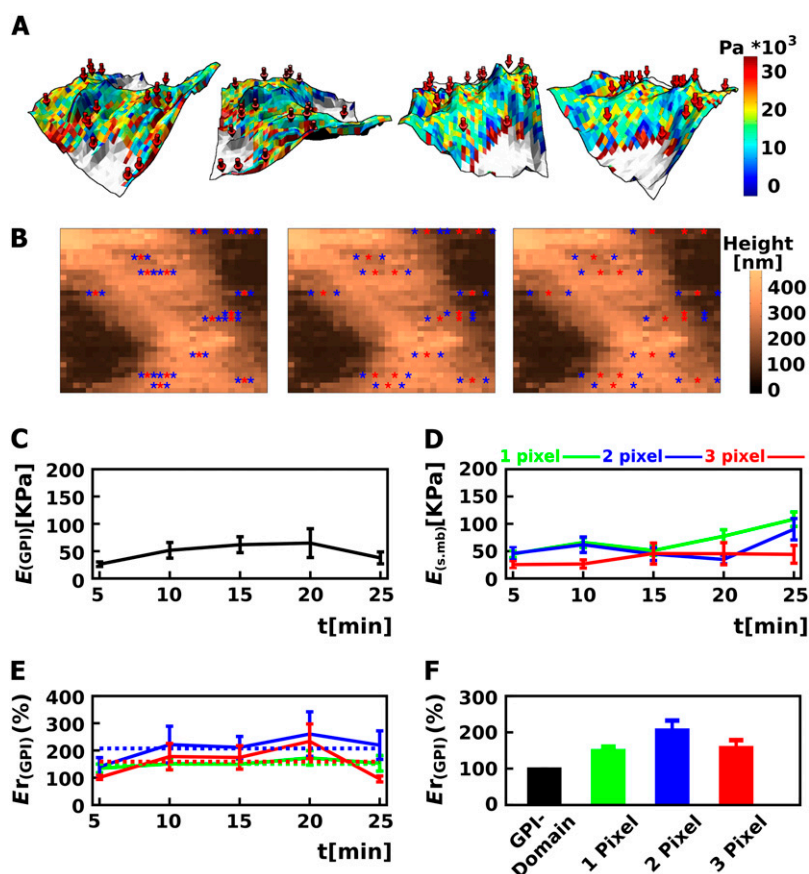 A
Pa *10³
30
20
10
0
B
Height
[nm]
400
300
200
100
0
C
E(GPI)[KPa]
200
150
100
50
0
5 10 15 20 25
t[min]
D
1 pixel 2 pixel 3 pixel
E(s.mb)[KPa]
200
150
100
50
0
5 10 15 20 25
t[min]
E
Er(GPI)(%)
400
300
200
100
0
5 10 15 20 25
t[min]
F
Er(GPI)(%)
300
200
100
0
GPI-
Domain
1 Pixel
2 Pixel
3 Pixel